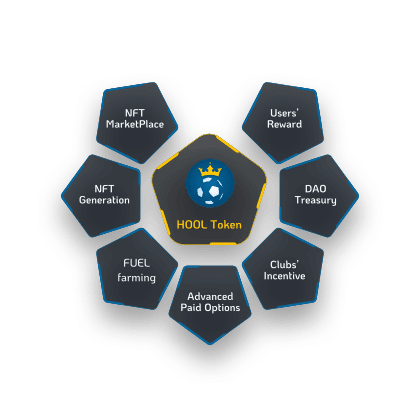 NFT
MarketPlace
Users'
Reward
NFT
Generation
HOOL Token
DAO
Treasury
FUEL
farming
Clubs'
Incentive
Advanced
Paid Options